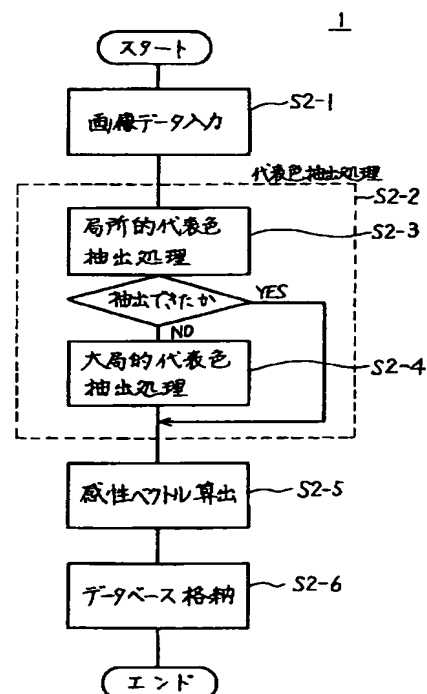 1
スタート
画像データ入力
S2-1
代表色抽出処理
S2-2
局所的代表色
抽出処理
S2-3
抽出できたか
YES
NO
大局的代表色
抽出処理
S2-4
感性ベクトル算出
S2-5
データベース格納
S2-6
エンド